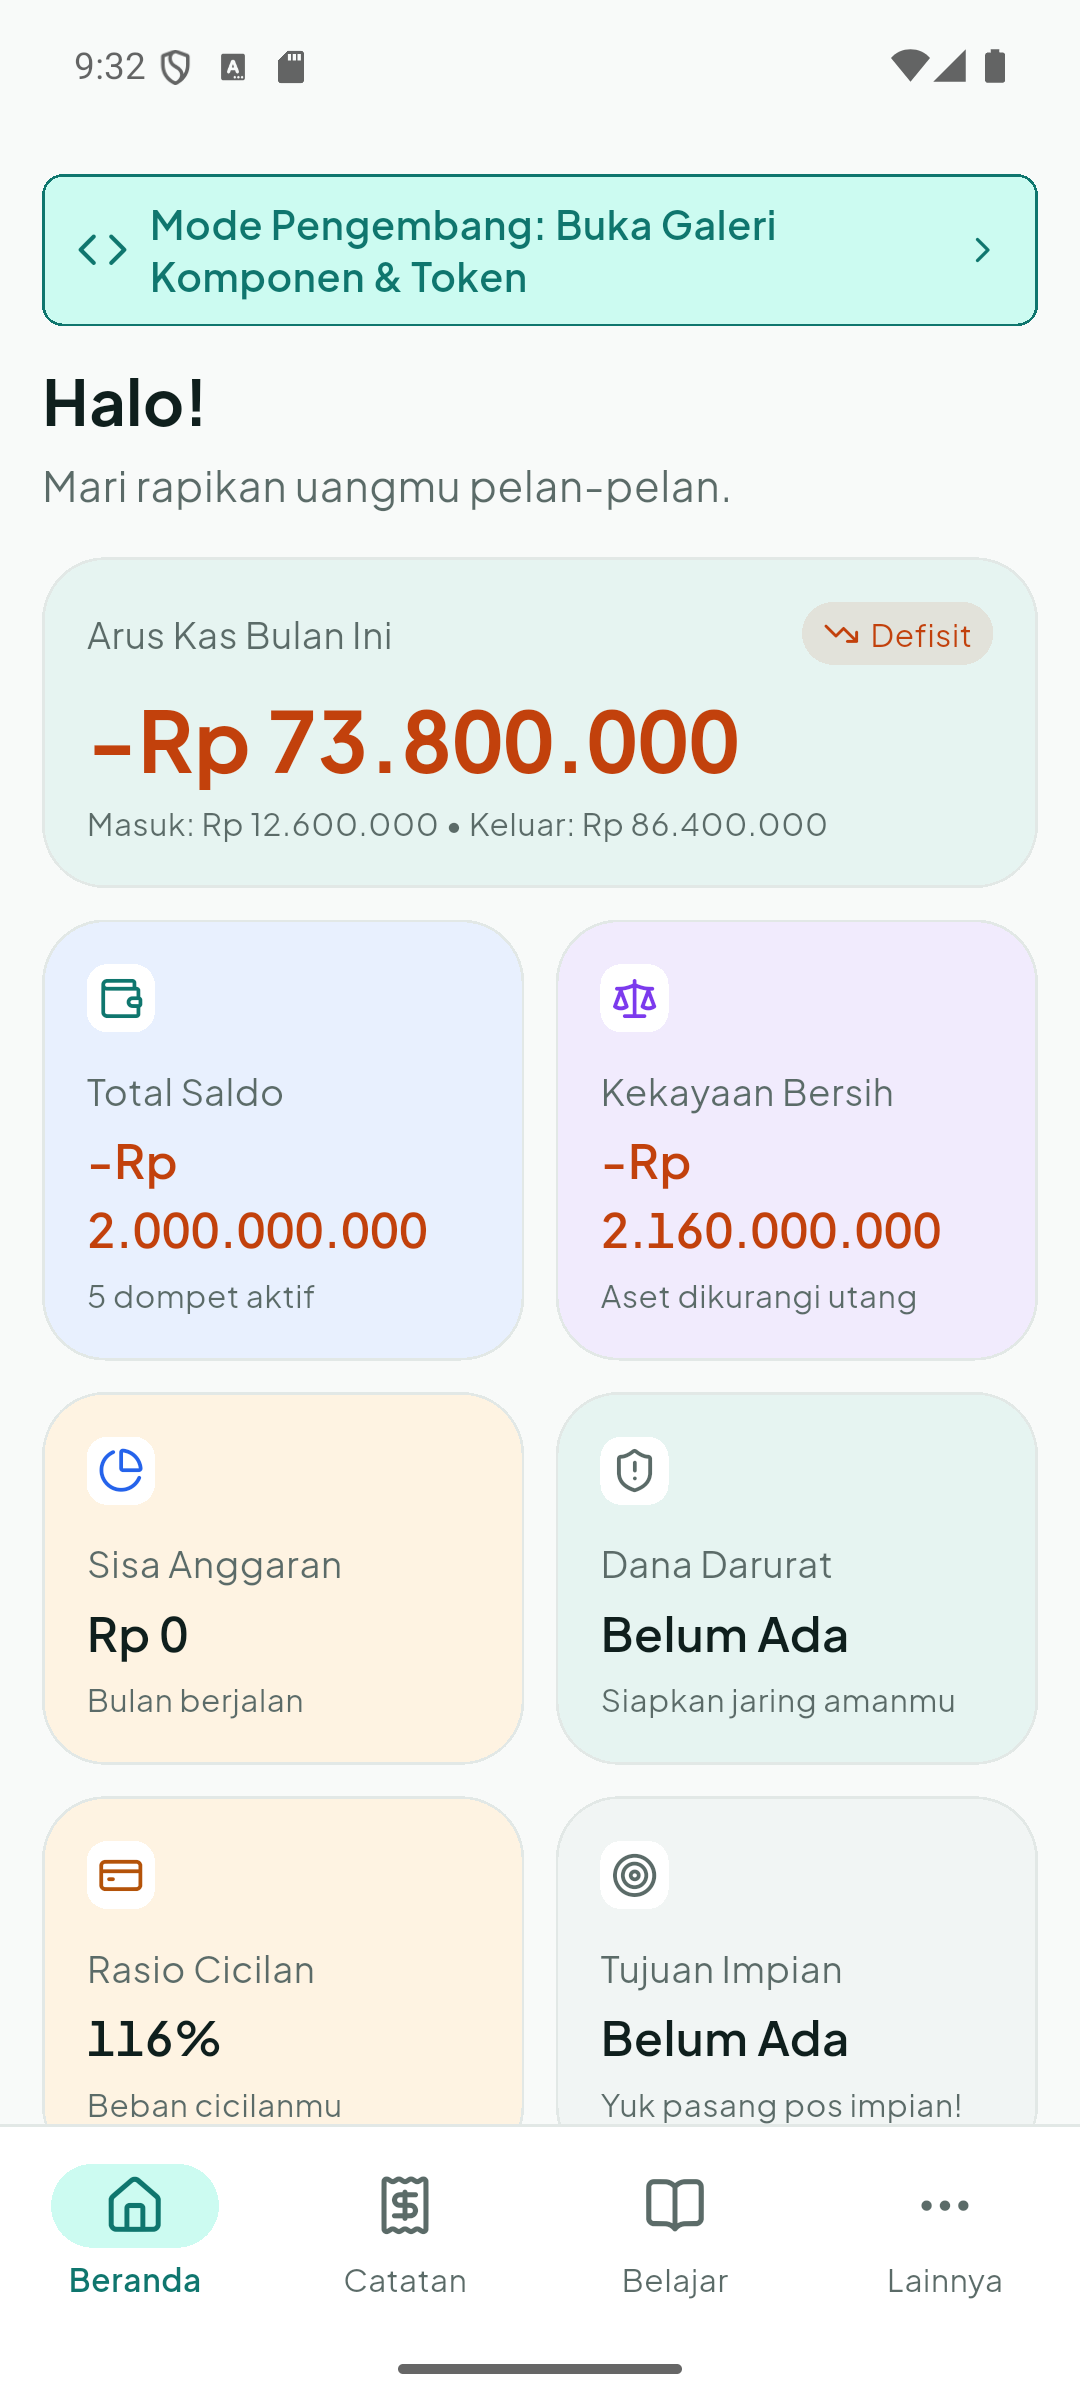 9:32
Mode Pengembang: Buka Galeri
Komponen & Token
Halo!
Mari rapikan uangmu pelan-pelan.
Arus Kas Bulan Ini
Defisit
-Rp 73.800.000
Masuk: Rp 12.600.000 • Keluar: Rp 86.400.000
Total Saldo
-Rp
2.000.000.000
5 dompet aktif
Kekayaan Bersih
-Rp
2.160.000.000
Aset dikurangi utang
Sisa Anggaran
Rp 0
Bulan berjalan
Dana Darurat
Belum Ada
Siapkan jaring amanmu
Rasio Cicilan
116%
Beban cicilanmu
Tujuan Impian
Belum Ada
Yuk pasang pos impian!
Beranda
Catatan
Belajar
Lainnya